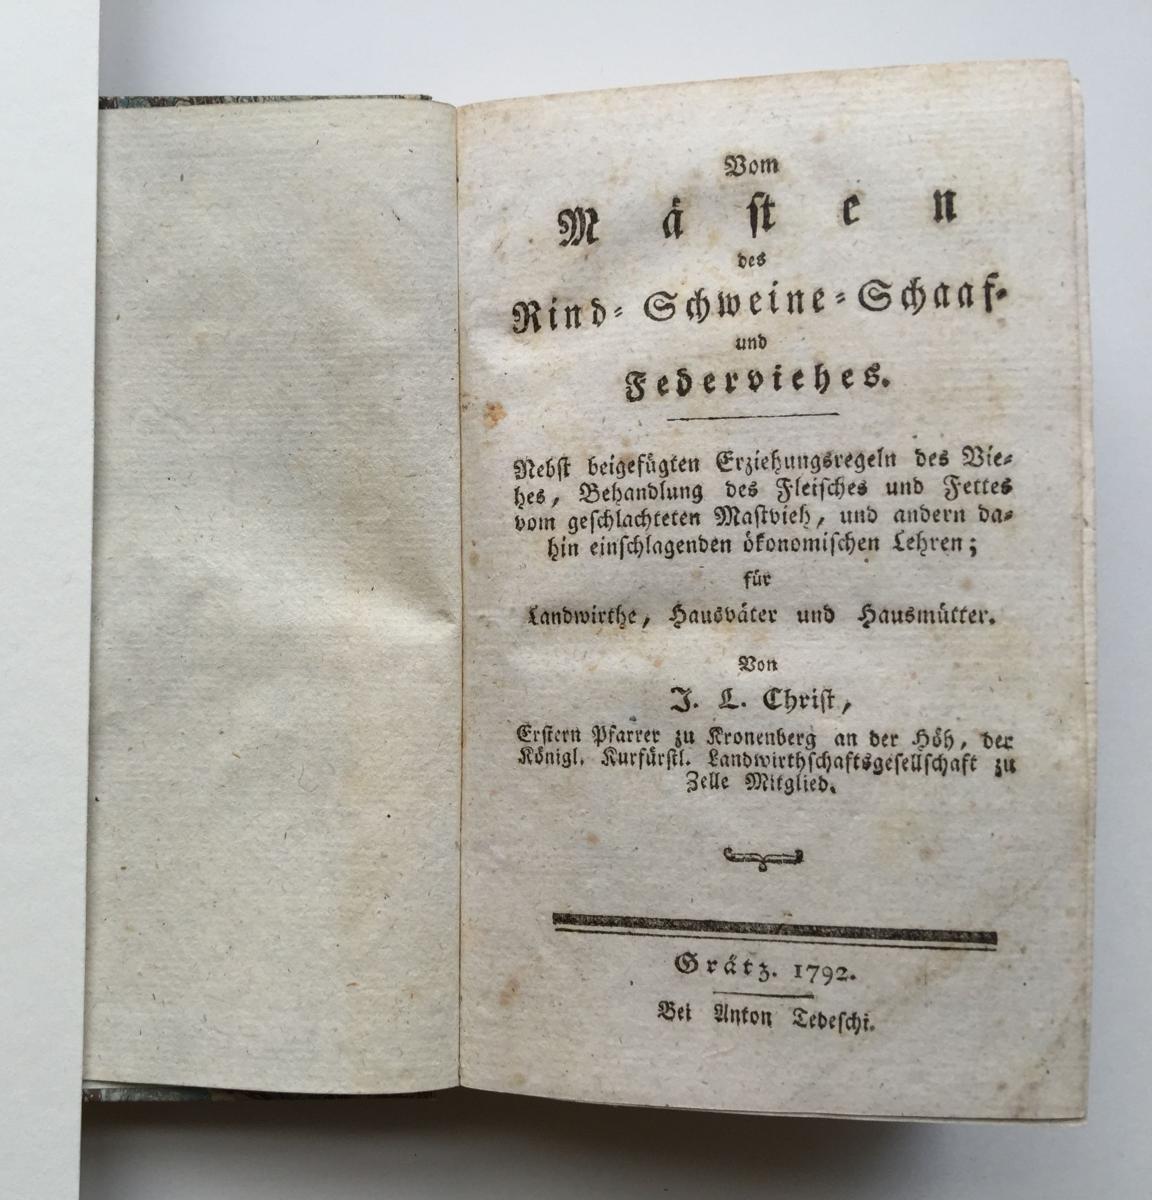 Vom
Mästen
des
Rind-Schweine-Schaaf-
und
Federviehes.
Nebst beigefügten Erziehungsregeln des Vie-
hes, Behandlung des Fleisches und Fettes
vom geschlachteten Mastvieh, und andern da-
hin einschlagenden ökonomischen Lehren;
für
Landwirthe, Hausväter und Hausmütter.
Von
J. L. Christ,
Erstern Pfarrer zu Kronenberg an der Höh, der
Königl. Kurfürstl. Landwirthschaftsgesellschaft zu
Zelle Mitglied.
Grätz. 1792.
Bei Anton Tedeschi.